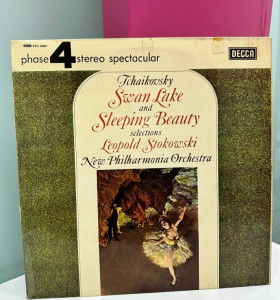 phase 4 stereo spectacular
DECCA
Tchaikovsky
Swan Lake
and
Sleeping Beauty
selections
Leopold Stokowski
New Philharmonia Orchestra